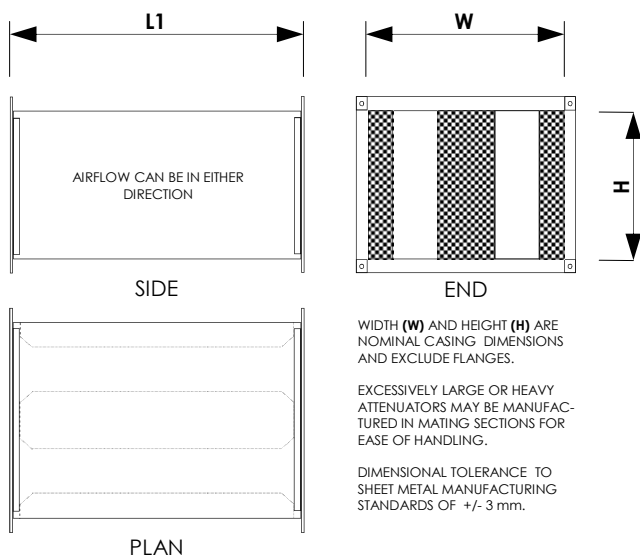 L1
W
AIRFLOW CAN BE IN EITHER
DIRECTION
H
SIDE
END
WIDTH (W) AND HEIGHT (H) ARE
NOMINAL CASING DIMENSIONS
AND EXCLUDE FLANGES.
EXCESSIVELY LARGE OR HEAVY
ATTENUATORS MAY BE MANUFAC-
TURED IN MATING SECTIONS FOR
EASE OF HANDLING.
DIMENSIONAL TOLERANCE TO
SHEET METAL MANUFACTURING
STANDARDS OF +/- 3 mm.
PLAN